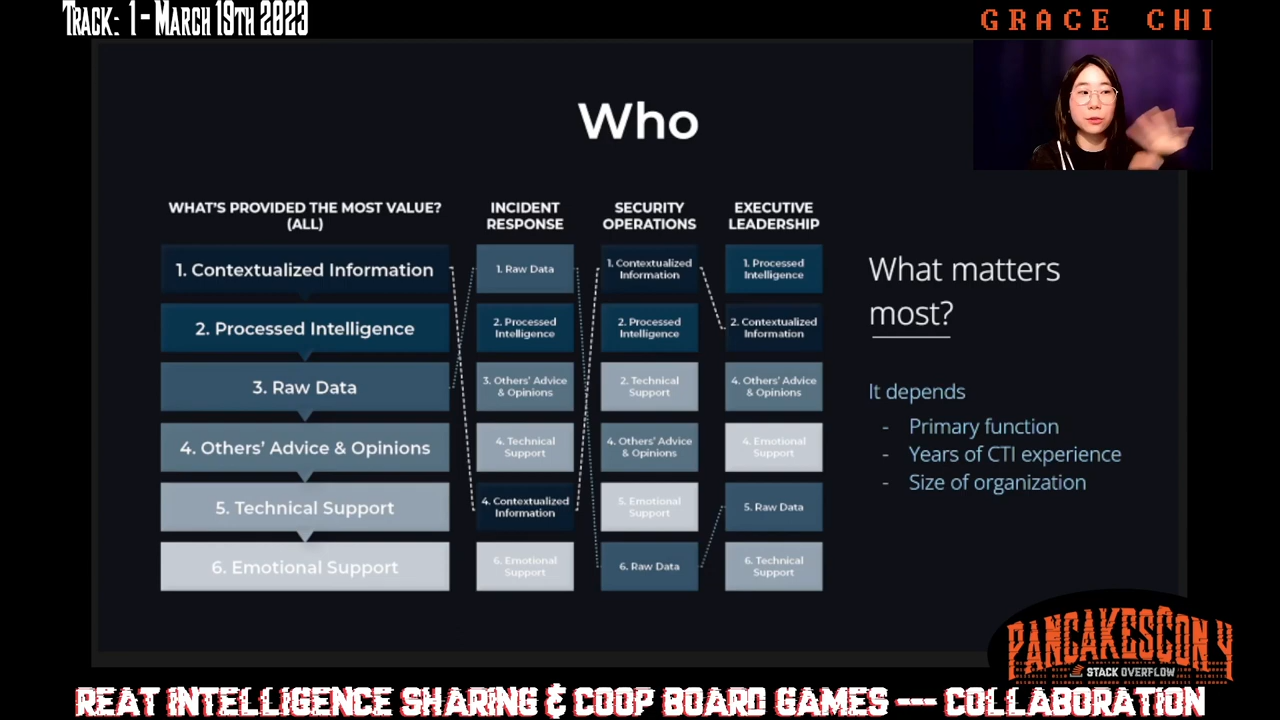 Track: 1 - March 19th 2023
GRACE CHI
Who
WHAT'S PROVIDED THE MOST VALUE?
(ALL)
1. Contextualized Information
2. Processed Intelligence
3. Raw Data
4. Others' Advice & Opinions
5. Technical Support
6. Emotional Support
INCIDENT
RESPONSE
1. Raw Data
2. Processed
Intelligence
3. Others' Advice
& Opinions
4. Technical
Support
4. Contextualized
Information
6. Emotional
Support
SECURITY
OPERATIONS
1. Contextualized
Information
2. Processed
Intelligence
2. Technical
Support
4. Others' Advice
& Opinions
5. Emotional
Support
6. Raw Data
EXECUTIVE
LEADERSHIP
1. Processed
Intelligence
2. Contextualized
Information
4. Others' Advice
& Opinions
4. Emotional
Support
5. Raw Data
6. Technical
Support
What matters
most?
It depends
- Primary function
- Years of CTI experience
- Size of organization
PANCAKESCON 4
STACK OVERFLOW
REAT INTELLIGENCE SHARING & COOP BOARD GAMES --- COLLABORATION